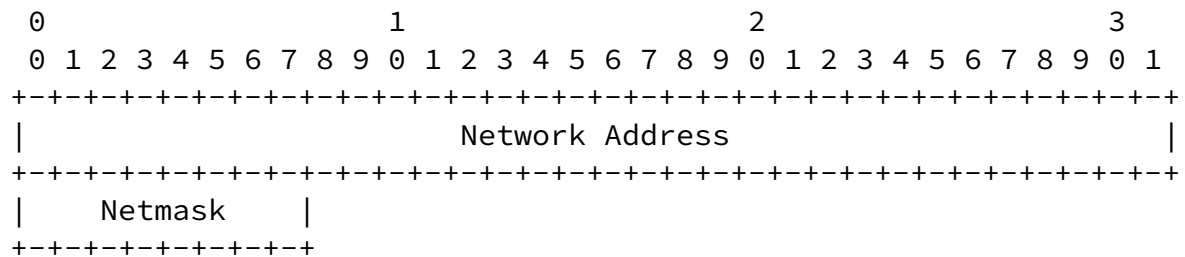 0                   1                   2                   3
 0 1 2 3 4 5 6 7 8 9 0 1 2 3 4 5 6 7 8 9 0 1 2 3 4 5 6 7 8 9 0 1
+-+-+-+-+-+-+-+-+-+-+-+-+-+-+-+-+-+-+-+-+-+-+-+-+-+-+-+-+-+-+-+-+
|                        Network Address                        |
+-+-+-+-+-+-+-+-+-+-+-+-+-+-+-+-+-+-+-+-+-+-+-+-+-+-+-+-+-+-+-+-+
|    Netmask    |
+-+-+-+-+-+-+-+-+